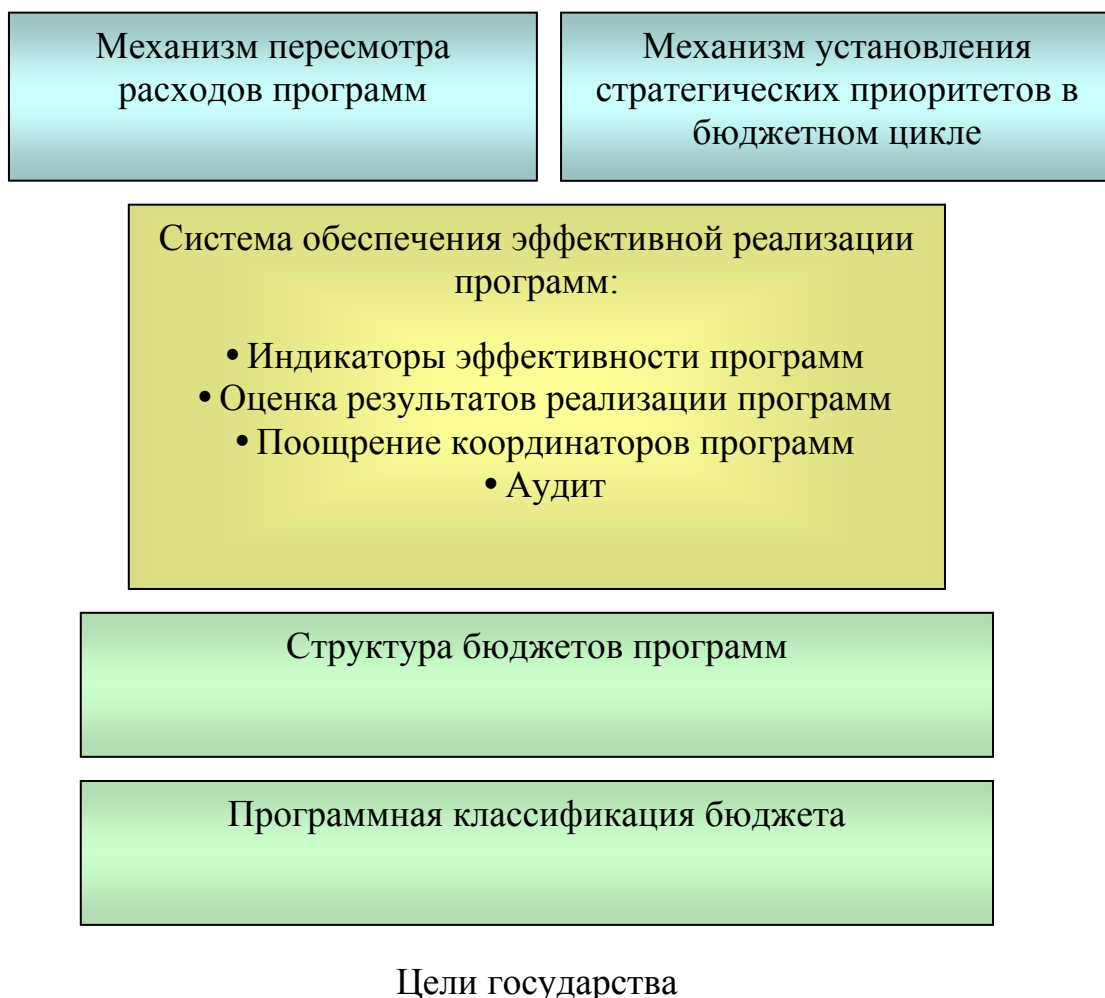 Механизм пересмотра
расходов программ
Механизм установления
стратегических приоритетов в
бюджетном цикле
Система обеспечения эффективной реализации
программ:
• Индикаторы эффективности программ
• Оценка результатов реализации программ
• Поощрение координаторов программ
• Аудит
Структура бюджетов программ
Программная классификация бюджета
Цели государства